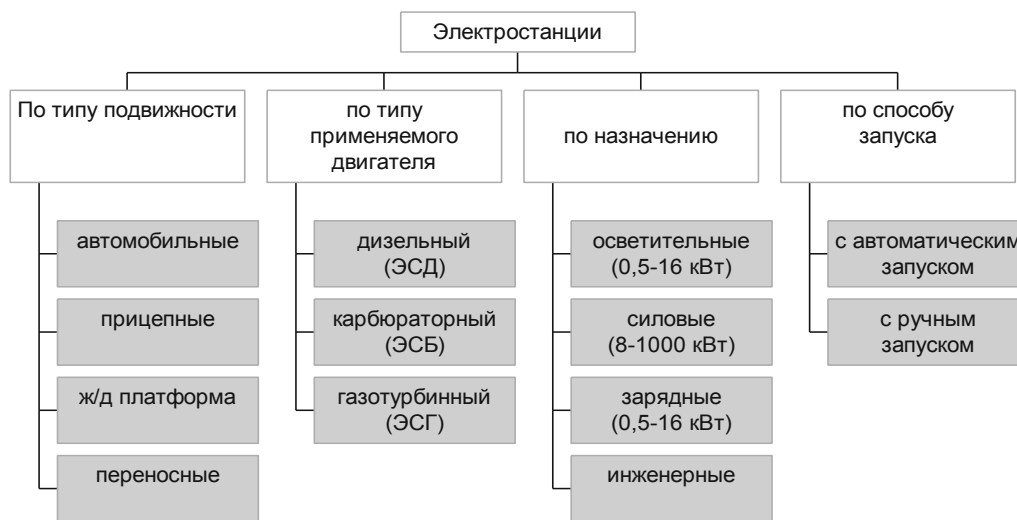 Электростанции
По типу подвижности
автомобильные
прицепные
ж/д платформа
переносные
по типу
применяемого
двигателя
дизельный
(ЭСД)
карбюраторный
(ЭСБ)
газотурбинный
(ЭСГ)
по назначению
осветительные
(0,5-16 кВт)
силовые
(8-1000 кВт)
зарядные
(0,5-16 кВт)
инженерные
по способу
запуска
с автоматическим
запуском
с ручным
запуском